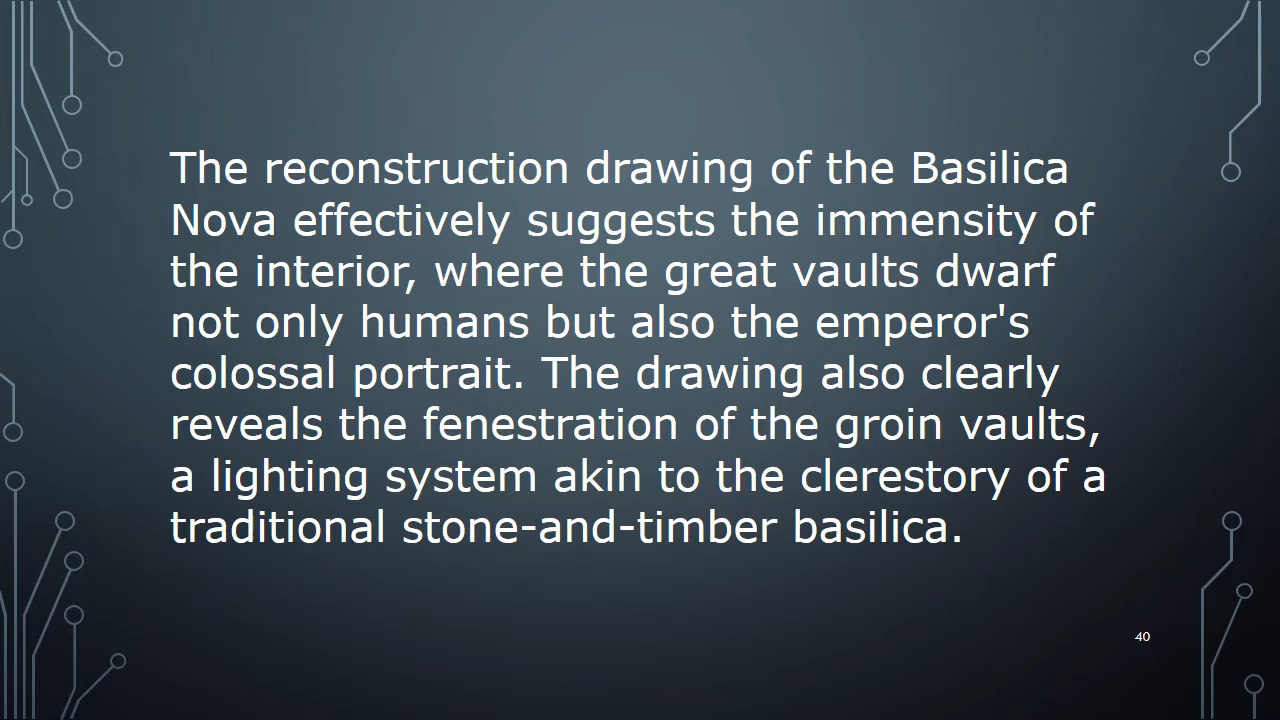 The reconstruction drawing of the Basilica
Nova effectively suggests the immensity of
the interior, where the great vaults dwarf
not only humans but also the emperor's
colossal portrait. The drawing also clearly
reveals the fenestration of the groin vaults,
a lighting system akin to the clerestory of a
traditional stone-and-timber basilica.
40